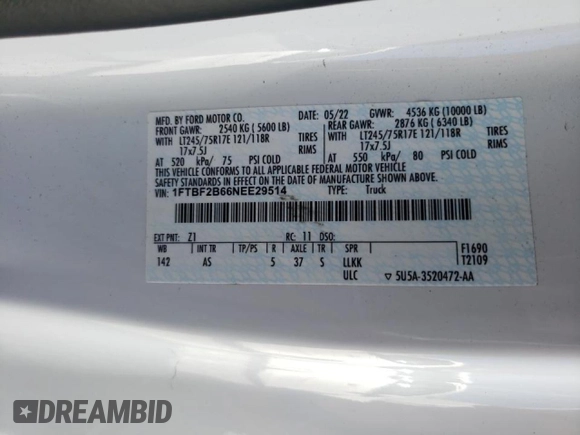 MFD. BY FORD MOTOR CO.
DATE: 05/22 GVWR: 4536 KG (10000 LB)
FRONT GAWR: 2540 KG (5600 LB) REAR GAWR: 2876 KG (6340 LB)
WITH LT245/75R17E 121/118R TIRES WITH LT245/75R17E 121/118R TIRES
17x7.5J RIMS 17x7.5J RIMS
AT 520 kPa/ 75 PSI COLD AT 550 kPa/ 80 PSI COLD
THIS VEHICLE CONFORMS TO ALL APPLICABLE FEDERAL MOTOR VEHICLE
SAFETY STANDARDS IN EFFECT ON THE DATE OF MANUFACTURE SHOWN ABOVE.
VIN: 1FTBF2B66NEE29514 TYPE: Truck
EXT PNT: Z1 RC: 11 DSO: F1690
WB INT TR TP/PS R AXLE TR SPR T2109
142 AS 5 37 S LLKK
ULC ▽ 5U5A-3520472-AA
DREAMBID